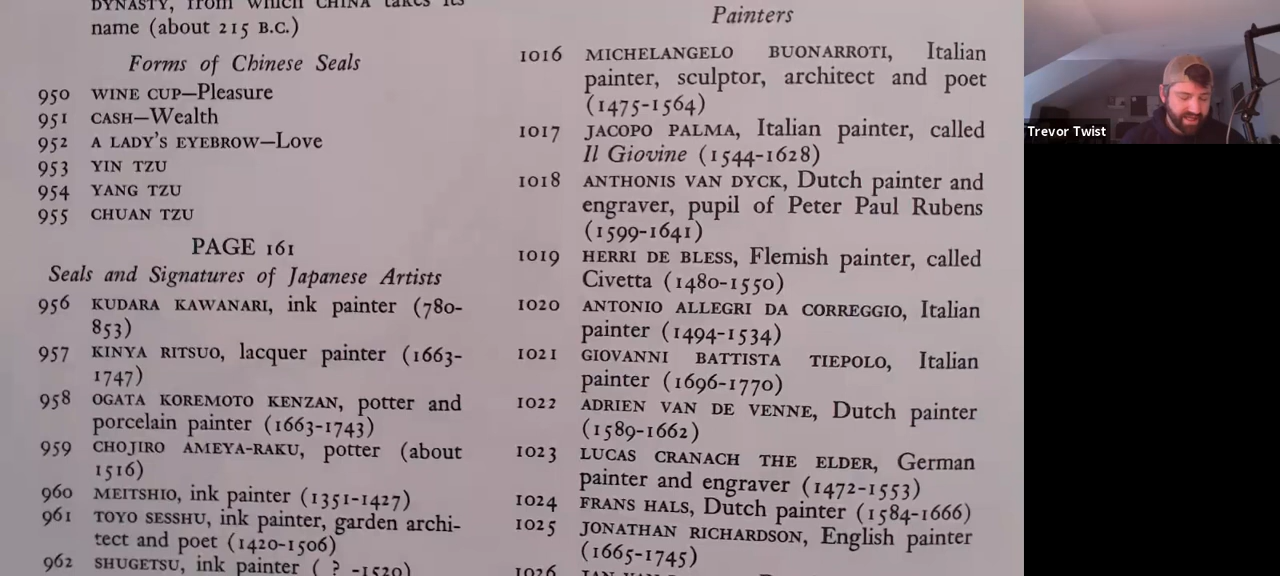 DYNASTY, from which CHINA takes its
name (about 215 B.C.)
Forms of Chinese Seals
950 WINE CUP—Pleasure
951 CASH—Wealth
952 A LADY'S EYEBROW—Love
953 YIN TZU
954 YANG TZU
955 CHUAN TZU
PAGE 161
Seals and Signatures of Japanese Artists
956 KUDARA KAWANARI, ink painter (780-
853)
957 KINYA RITSUO, lacquer painter (1663-
1747)
958 OGATA KOREMOTO KENZAN, potter and
porcelain painter (1663-1743)
959 CHOJIRO AMEYA-RAKU, potter (about
1516)
960 MEITSHIO, ink painter (1351-1427)
961 TOYO SESSHU, ink painter, garden archi-
tect and poet (1420-1506)
962 SHUGETSU, ink painter ( ? -1520)
Painters
1016 MICHELANGELO BUONARROTI, Italian
painter, sculptor, architect and poet
(1475-1564)
1017 JACOPO PALMA, Italian painter, called
Il Giovine (1544-1628)
1018 ANTHONIS VAN DYCK, Dutch painter and
engraver, pupil of Peter Paul Rubens
(1599-1641)
1019 HERRI DE BLESS, Flemish painter, called
Civetta (1480-1550)
1020 ANTONIO ALLEGRI DA CORREGGIO, Italian
painter (1494-1534)
1021 GIOVANNI BATTISTA TIEPOLO, Italian
painter (1696-1770)
1022 ADRIEN VAN DE VENNE, Dutch painter
(1589-1662)
1023 LUCAS CRANACH THE ELDER, German
painter and engraver (1472-1553)
1024 FRANS HALS, Dutch painter (1584-1666)
1025 JONATHAN RICHARDSON, English painter
(1665-1745)
1026
Trevor Twist